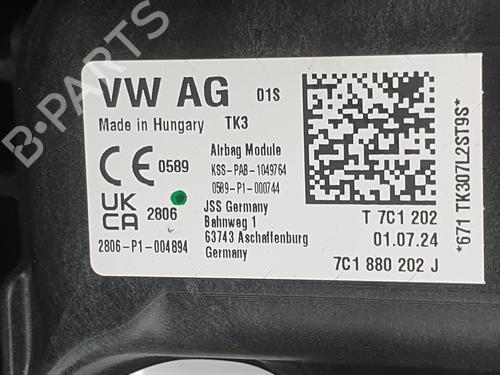 VW AG 01S
Made in Hungary TK3
CE 0589
Airbag Module
KSS-PAB-1049764
0589-P1-000744
UK
CA 2806
2806-P1-004894
JSS Germany
Bahnweg 1
63743 Aschaffenburg
Germany
T 7C1 202
01.07.24
7C1 880 202 J
*671 TK307L2ST9S*
B-PARTS